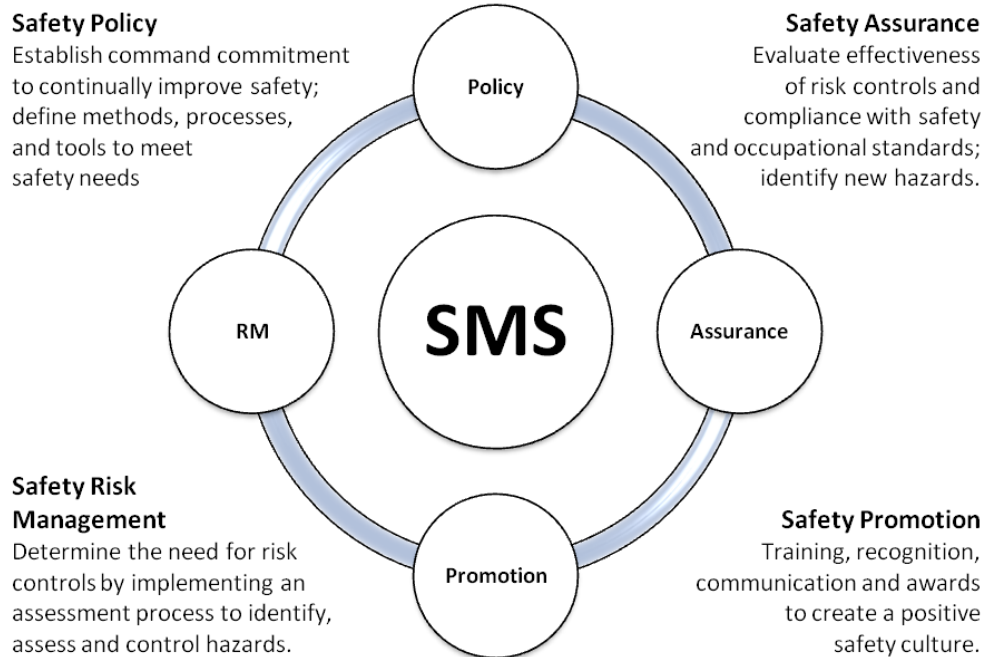 Safety Policy
Establish command commitment
to continually improve safety;
define methods, processes,
and tools to meet
safety needs
Safety Assurance
Evaluate effectiveness
of risk controls and
compliance with safety
and occupational standards;
identify new hazards.
Policy
RM
SMS
Assurance
Promotion
Safety Risk
Management
Determine the need for risk
controls by implementing an
assessment process to identify,
assess and control hazards.
Safety Promotion
Training, recognition,
communication and awards
to create a positive
safety culture.